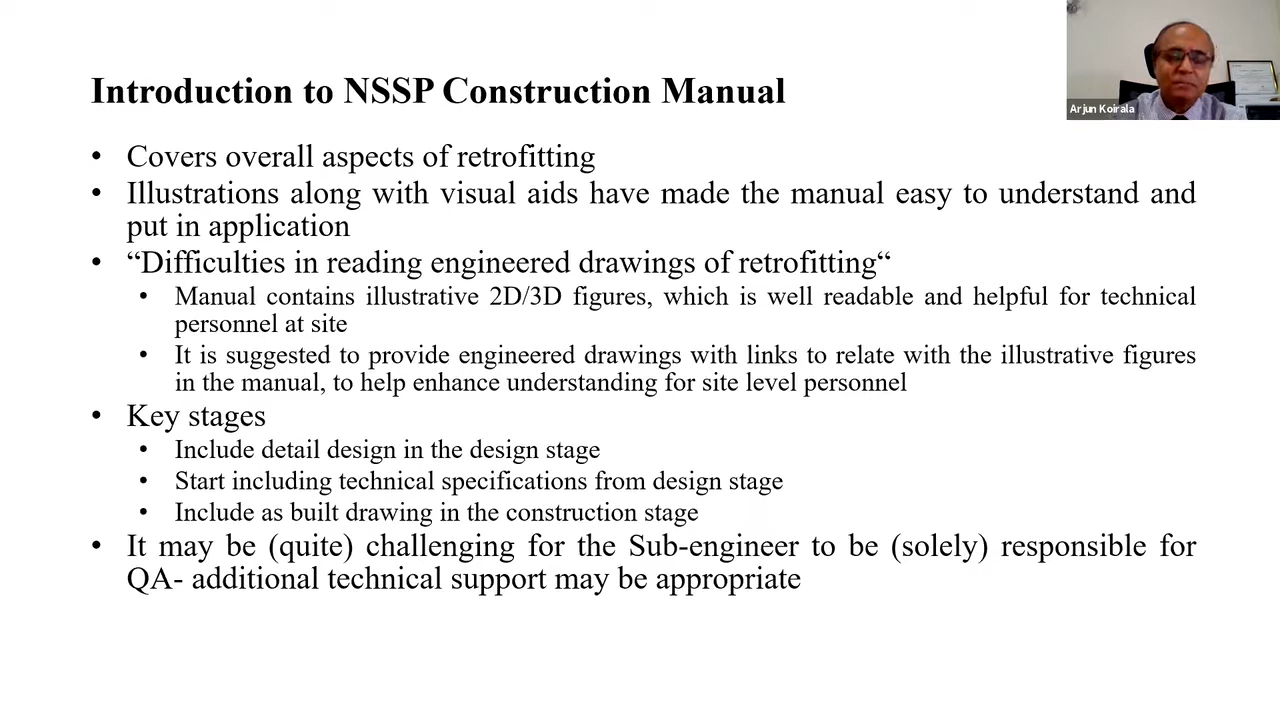 Introduction to NSSP Construction Manual
Arjun Koirala
• Covers overall aspects of retrofitting
• Illustrations along with visual aids have made the manual easy to understand and
put in application
• “Difficulties in reading engineered drawings of retrofitting“
• Manual contains illustrative 2D/3D figures, which is well readable and helpful for technical
personnel at site
• It is suggested to provide engineered drawings with links to relate with the illustrative figures
in the manual, to help enhance understanding for site level personnel
• Key stages
• Include detail design in the design stage
• Start including technical specifications from design stage
• Include as built drawing in the construction stage
• It may be (quite) challenging for the Sub-engineer to be (solely) responsible for
QA- additional technical support may be appropriate